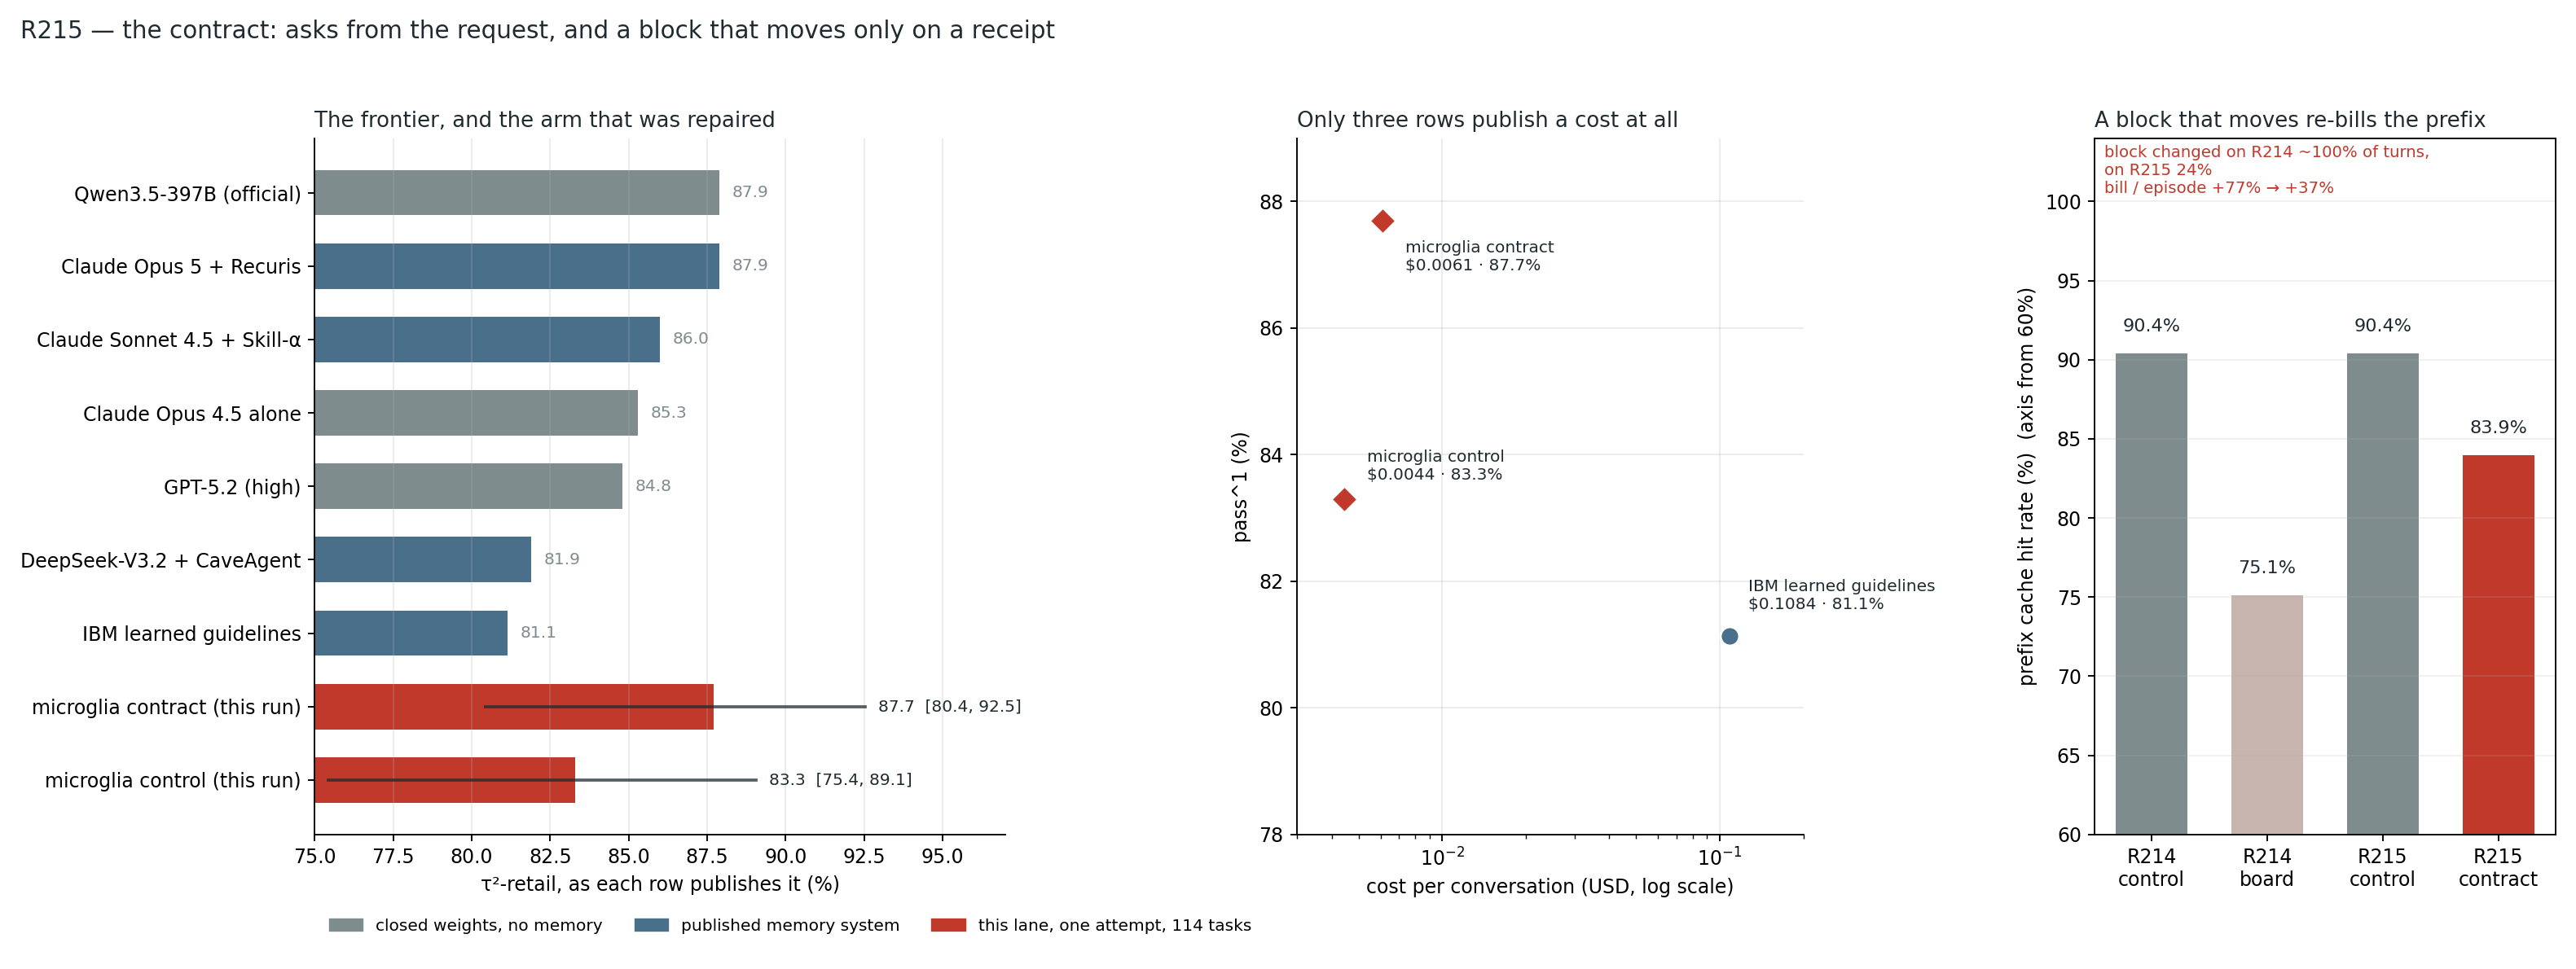 R215 — the contract: asks from the request, and a block that moves only on a receipt
The frontier, and the arm that was repaired
Qwen3.5-397B (official)
87.9
Claude Opus 5 + Recuris
87.9
Claude Sonnet 4.5 + Skill-α
86.0
Claude Opus 4.5 alone
85.3
GPT-5.2 (high)
84.8
DeepSeek-V3.2 + CaveAgent
81.9
IBM learned guidelines
81.1
microglia contract (this run)
87.7 [80.4, 92.5]
microglia control (this run)
83.3 [75.4, 89.1]
75.0 77.5 80.0 82.5 85.0 87.5 90.0 92.5 95.0
τ²-retail, as each row publishes it (%)
closed weights, no memory
published memory system
this lane, one attempt, 114 tasks
Only three rows publish a cost at all
pass^1 (%)
88
86
84
82
80
78
microglia contract
$0.0061 · 87.7%
microglia control
$0.0044 · 83.3%
IBM learned guidelines
$0.1084 · 81.1%
10⁻² 10⁻¹
cost per conversation (USD, log scale)
A block that moves re-bills the prefix
block changed on R214 ~100% of turns,
on R215 24%
bill / episode +77% → +37%
prefix cache hit rate (%) (axis from 60%)
100
95
90
85
80
75
70
65
60
90.4%
75.1%
90.4%
83.9%
R214
control
R214
board
R215
control
R215
contract